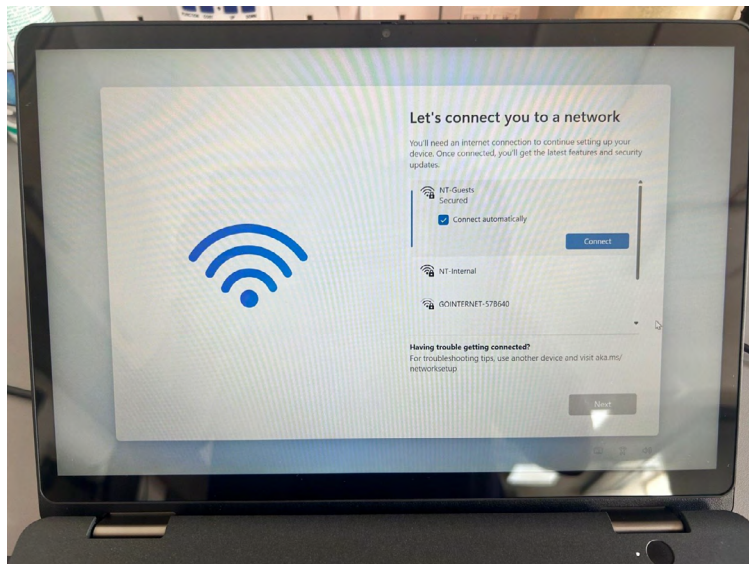 Let's connect you to a network
You'll need an internet connection to continue setting up your
device. Once connected, you'll get the latest features and security
updates.
NT-Guests
Secured
Connect automatically
Connect
NT-Internal
GOINTERNET-578640
Having trouble getting connected?
For troubleshooting tips, use another device and visit aka.ms/
networksetup
Next